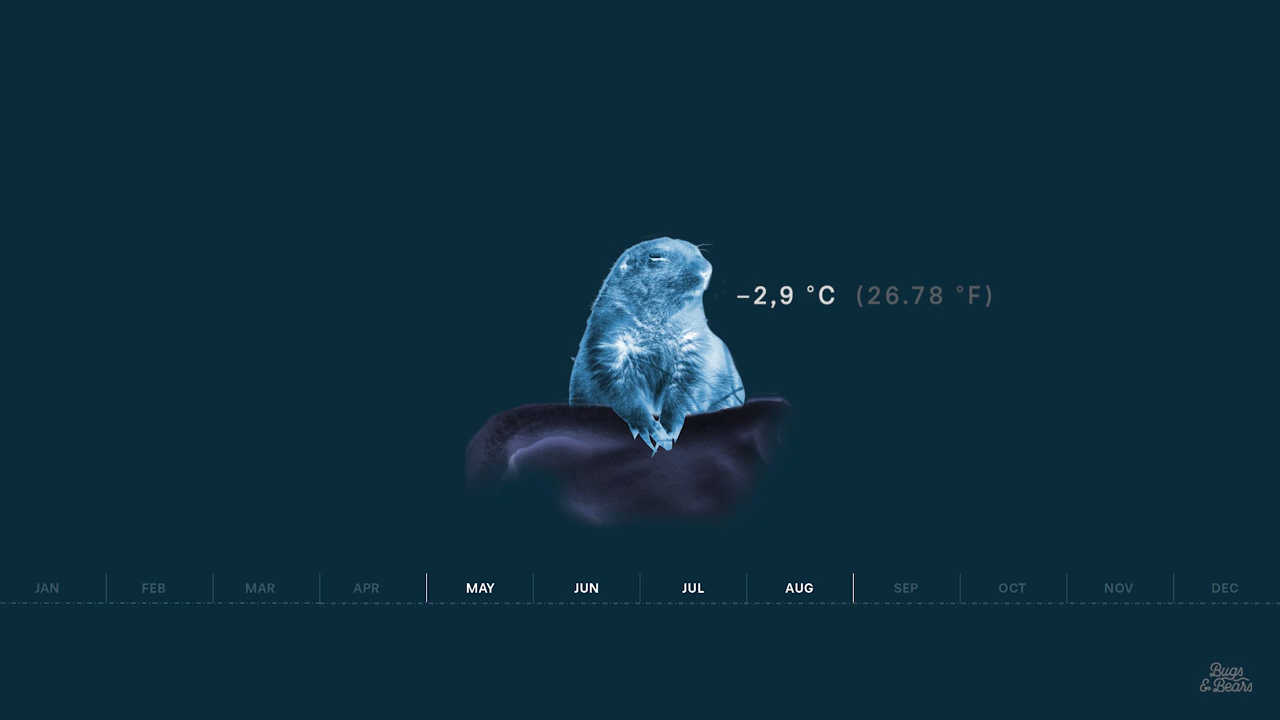 −2,9 °C (26.78 °F)
JAN FEB MAR APR MAY JUN JUL AUG SEP OCT NOV DEC
Bugs
& Bears